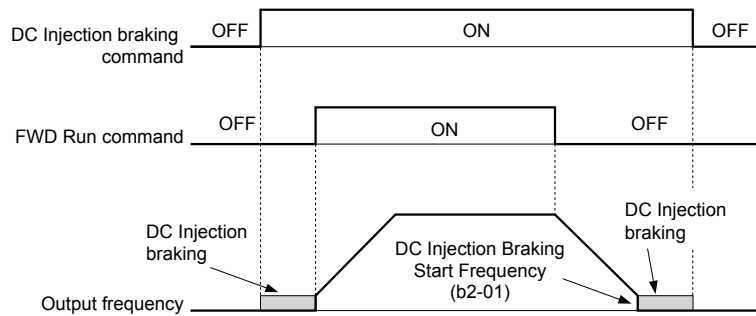 OFF
ON
OFF
DC Injection braking
command
OFF
ON
OFF
FWD Run command
DC Injection
braking
DC Injection Braking
Start Frequency
(b2-01)
DC Injection
braking
Output frequency